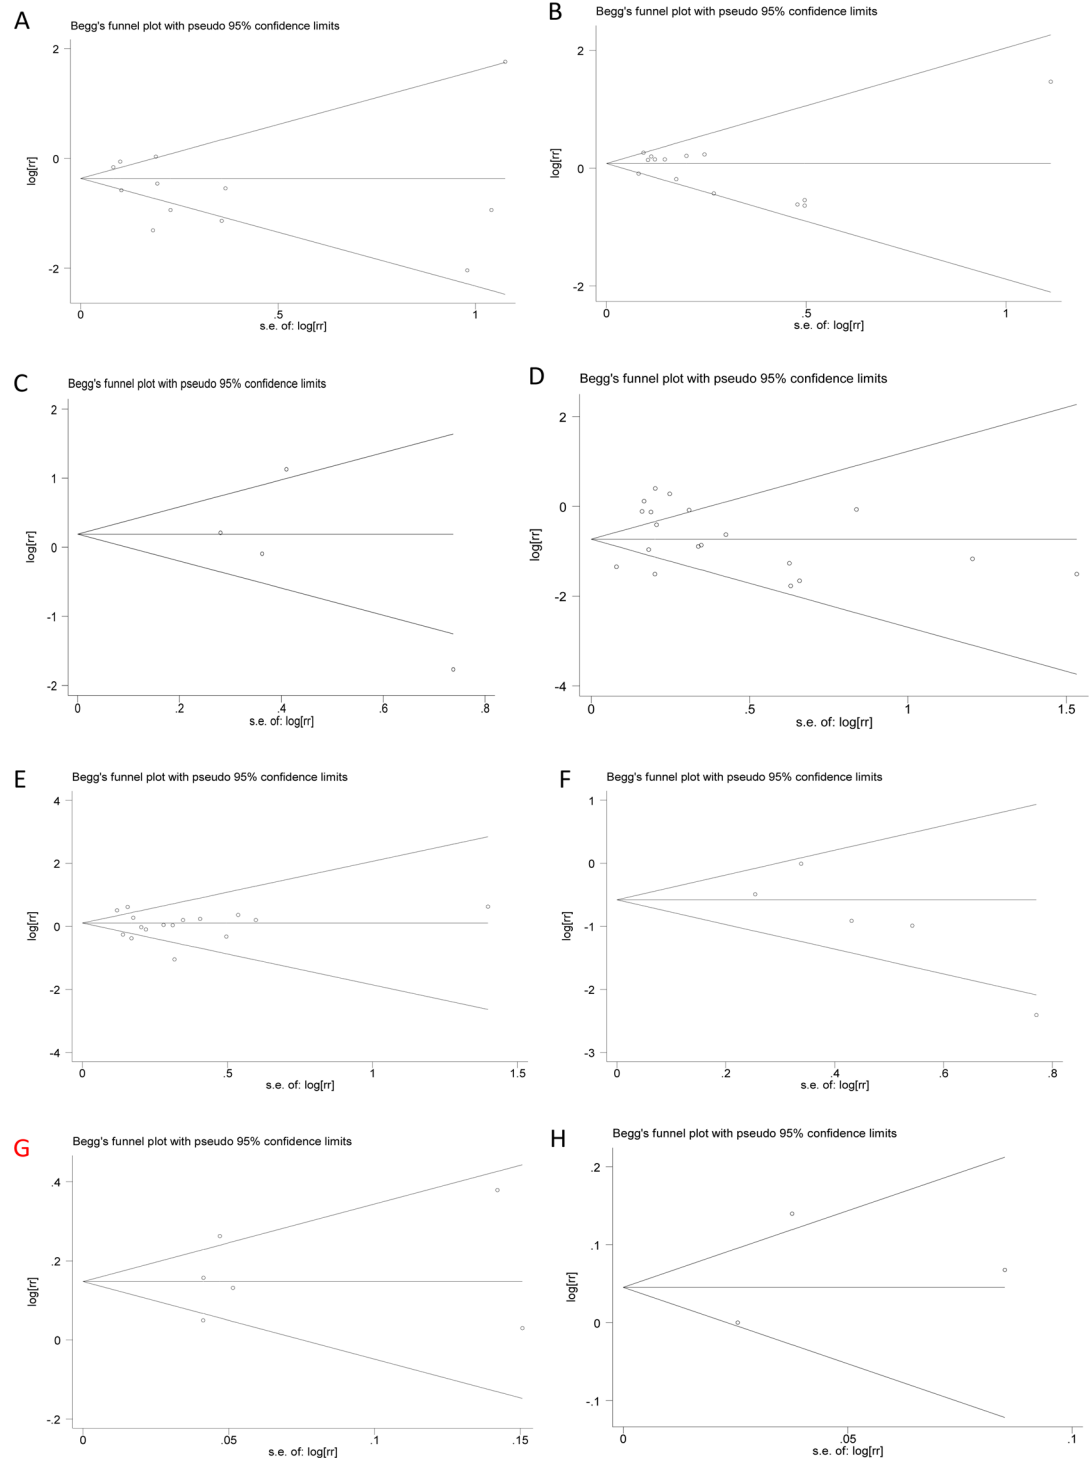 A
Begg's funnel plot with pseudo 95% confidence limits
2
0
-2
log[rr]
0 .5 1
s.e. of: log[rr]
B
Begg's funnel plot with pseudo 95% confidence limits
2
0
-2
log[rr]
0 .5 1
s.e. of: log[rr]
C
Begg's funnel plot with pseudo 95% confidence limits
2
1
0
-1
-2
log[rr]
0 .2 .4 .6 .8
s.e. of: log[rr]
D
Begg's funnel plot with pseudo 95% confidence limits
2
0
-2
-4
log[rr]
0 .5 1 1.5
s.e. of: log[rr]
E
Begg's funnel plot with pseudo 95% confidence limits
4
2
0
-2
-4
log[rr]
0 .5 1 1.5
s.e. of: log[rr]
F
Begg's funnel plot with pseudo 95% confidence limits
1
0
-1
-2
-3
log[rr]
0 .2 .4 .6 .8
s.e. of: log[rr]
G
Begg's funnel plot with pseudo 95% confidence limits
.4
.2
0
-.2
log[rr]
0 .05 .1 .15
s.e. of: log[rr]
H
Begg's funnel plot with pseudo 95% confidence limits
.2
.1
0
-.1
log[rr]
0 .05 .1
s.e. of: log[rr]